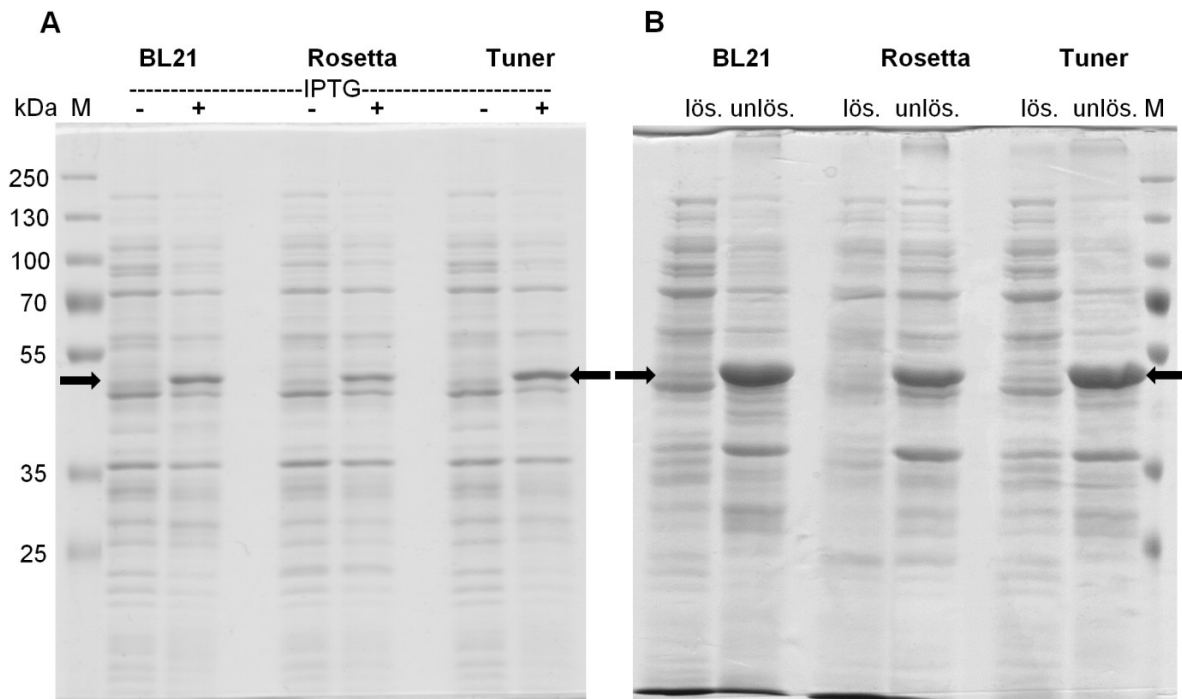 A
BL21 Rosetta Tuner
----------------------IPTG------------------------
kDa M - + - + - +
250
130
100
70
55
35
25
B
BL21 Rosetta Tuner
lös. unlös. lös. unlös. lös. unlös. M